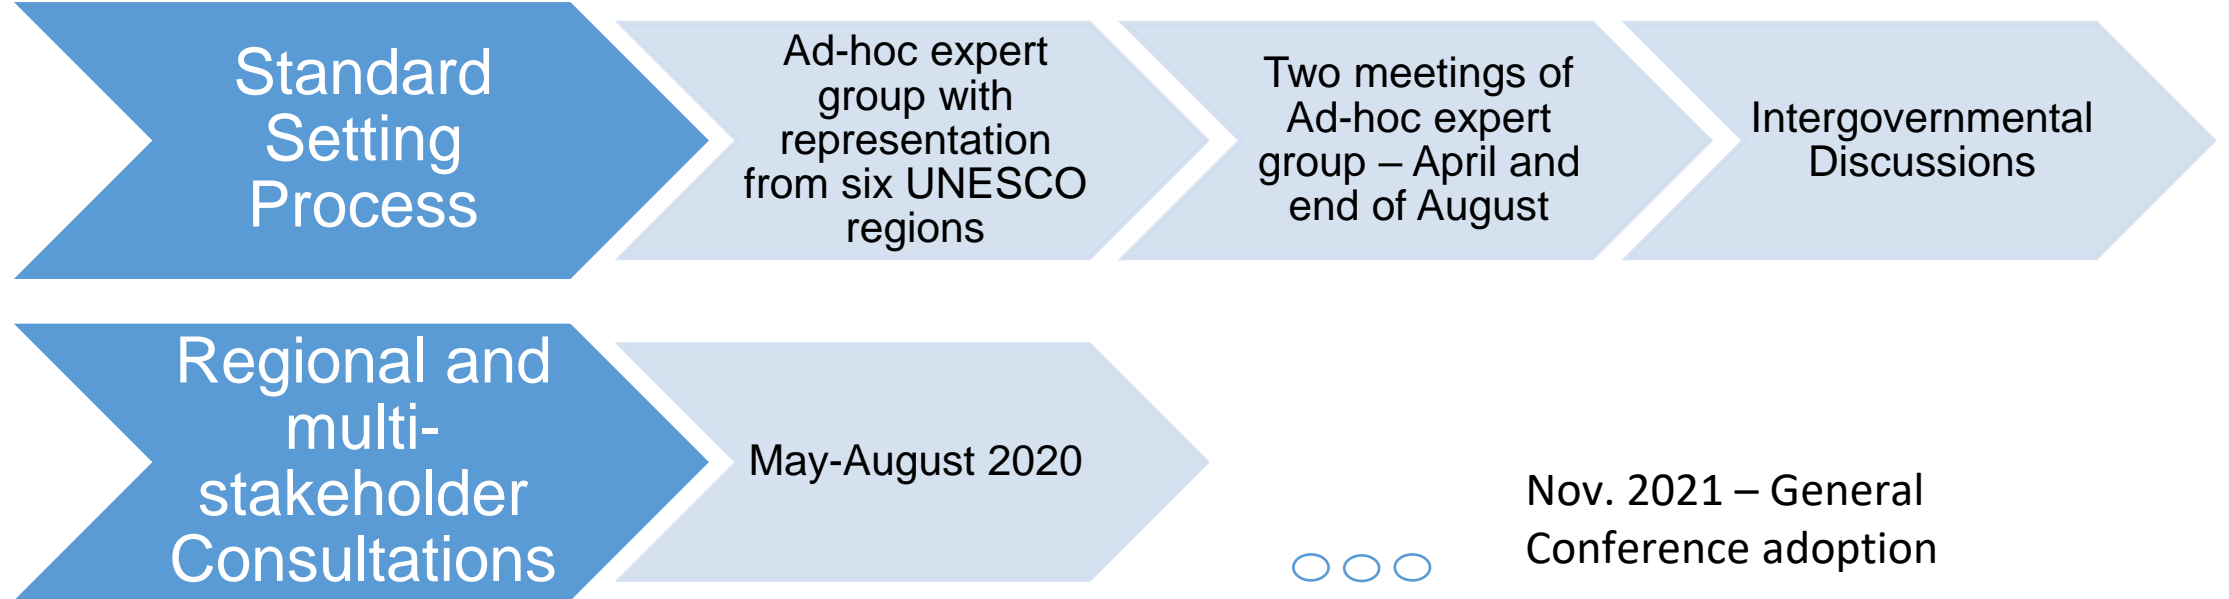 Standard
Setting
Process
Ad-hoc expert
group with
representation
from six UNESCO
regions
Two meetings of
Ad-hoc expert
group – April and
end of August
Intergovernmental
Discussions
Regional and
multi-
stakeholder
Consultations
May-August 2020
Nov. 2021 – General
Conference adoption